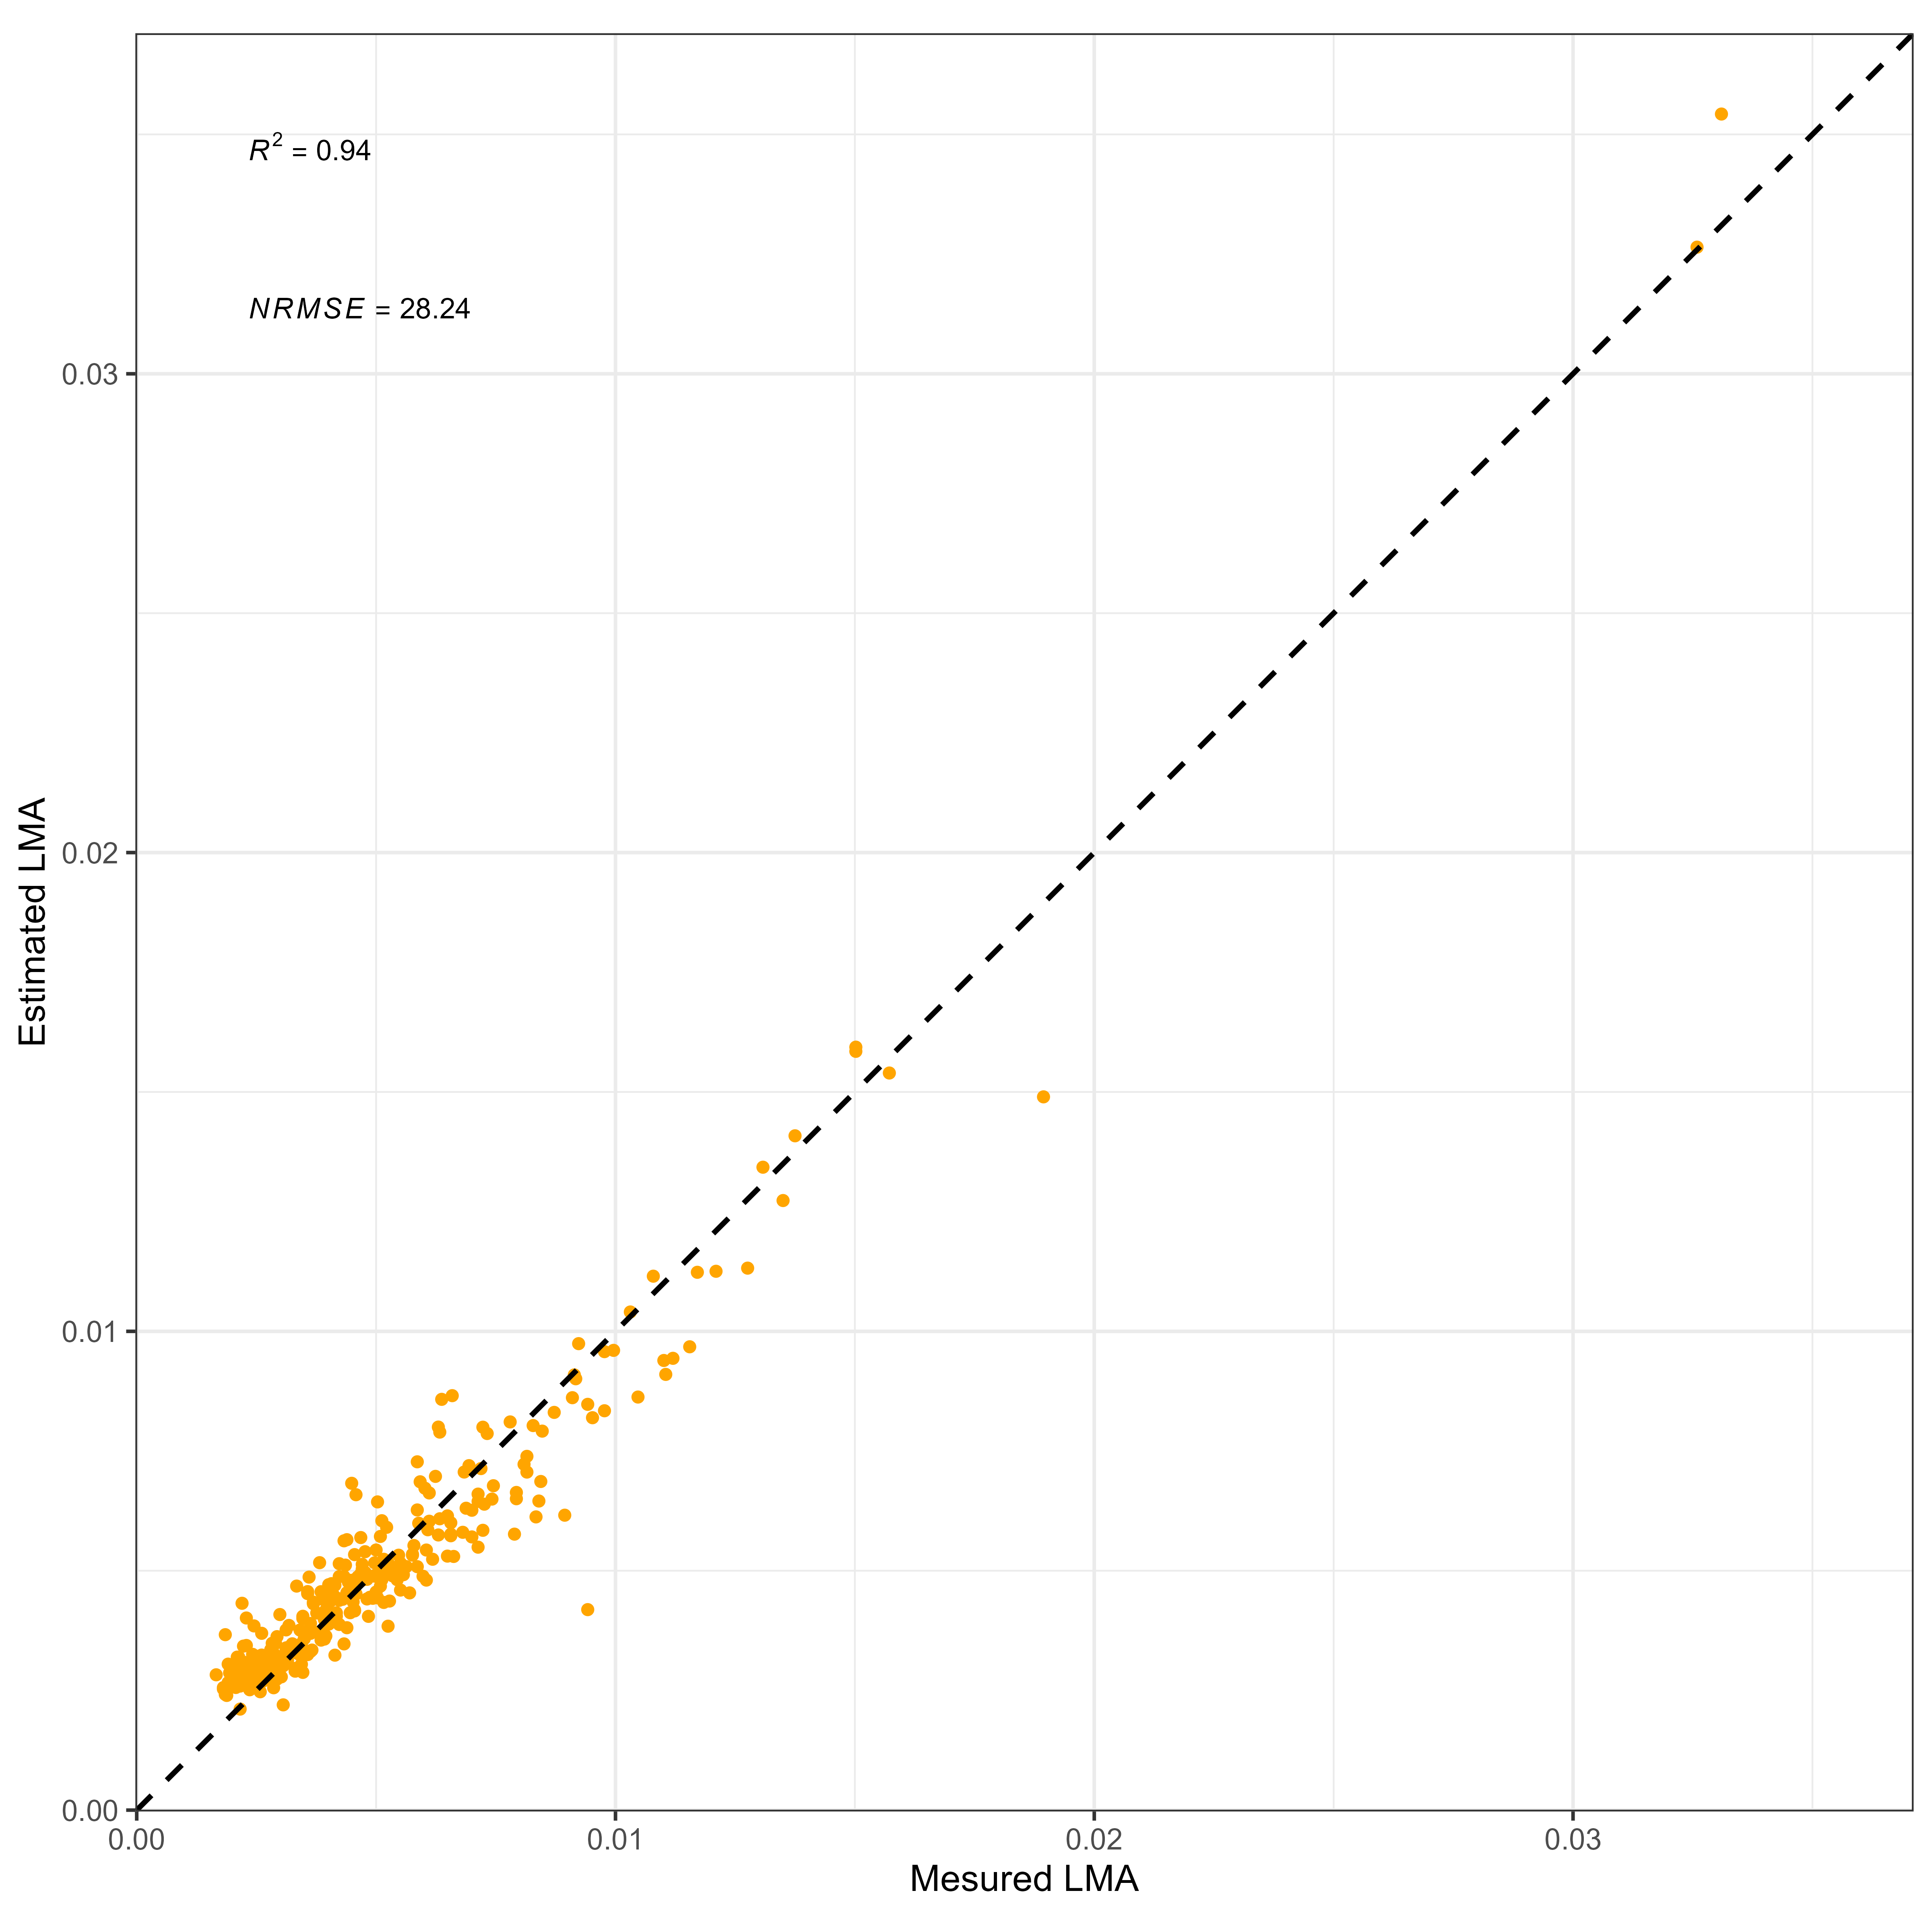 R² = 0.94
NRMSE = 28.24
0.03
0.02
0.01
0.00
Estimated LMA
0.00 0.01 0.02 0.03
Mesured LMA